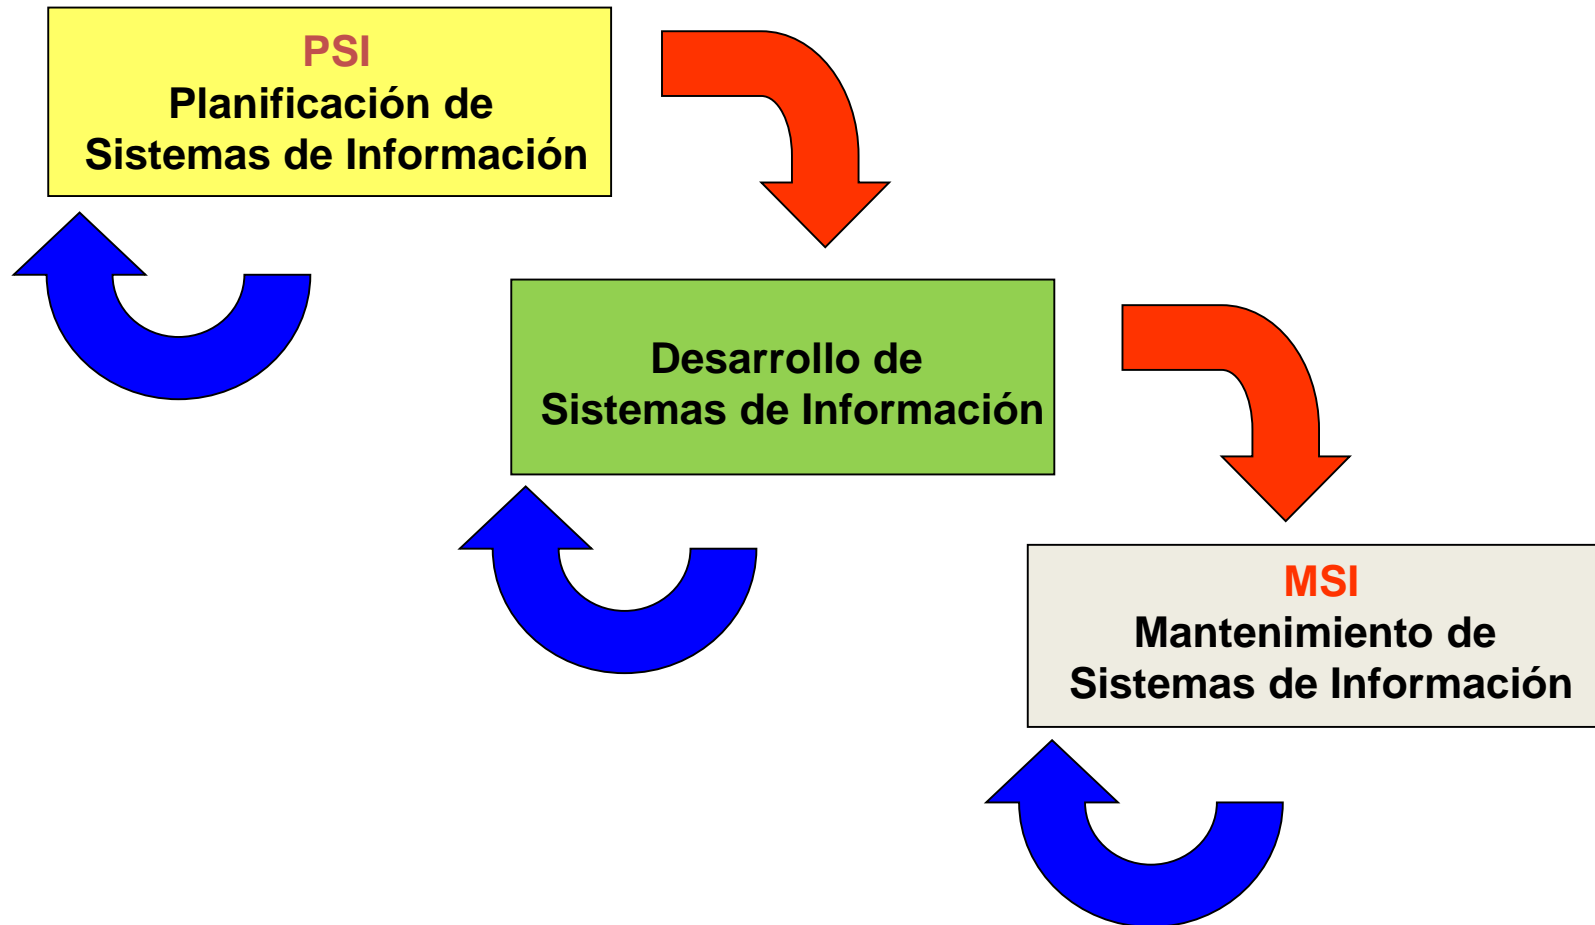 PSI
Planificación de
Sistemas de Información
Desarrollo de
Sistemas de Información
MSI
Mantenimiento de
Sistemas de Información